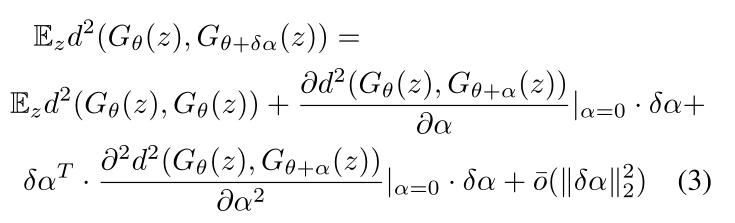 𝔼_z d²(G_θ(z), G_{θ+δα}(z)) =
𝔼_z d²(G_θ(z), G_θ(z)) + ∂d²(G_θ(z), G_{θ+α}(z)) / ∂α |_{α=0} · δα+
δα^T · ∂²d²(G_θ(z), G_{θ+α}(z)) / ∂α² |_{α=0} · δα + ō(‖δα‖₂²) (3)